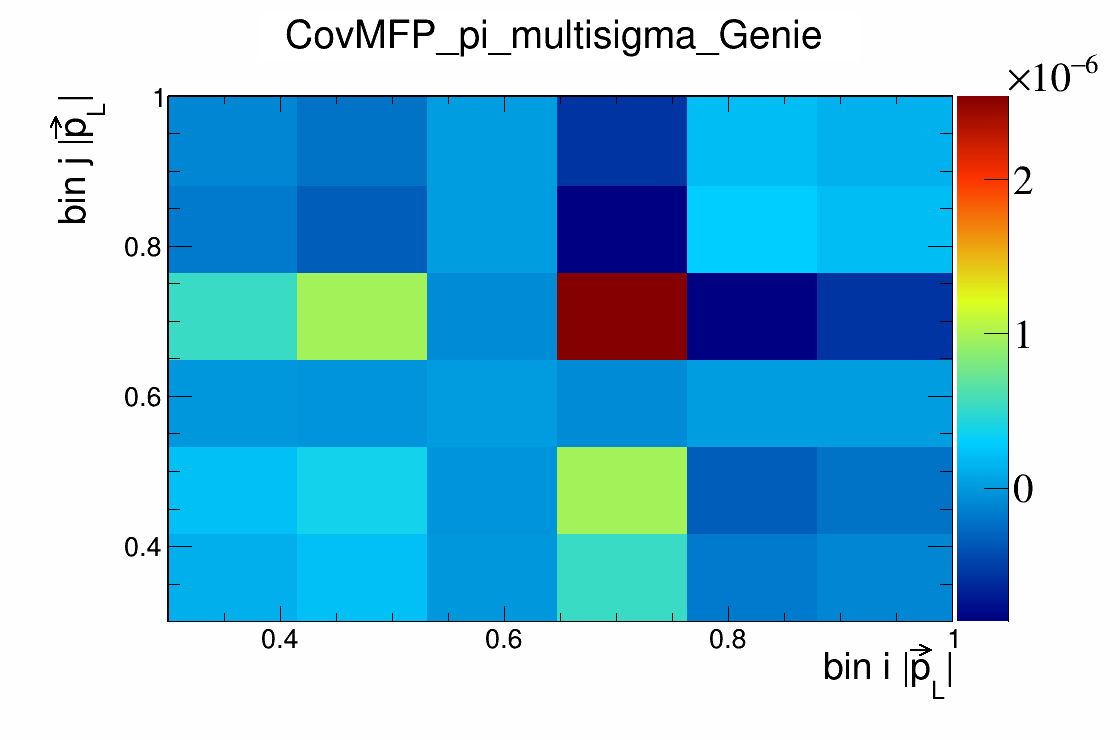 CovMFP_pi_multisigma_Genie
×10⁻⁶
bin j |p⃗_L|
1
0.8
0.6
0.4
2
1
0
0.4 0.6 0.8 1
bin i |p⃗_L|